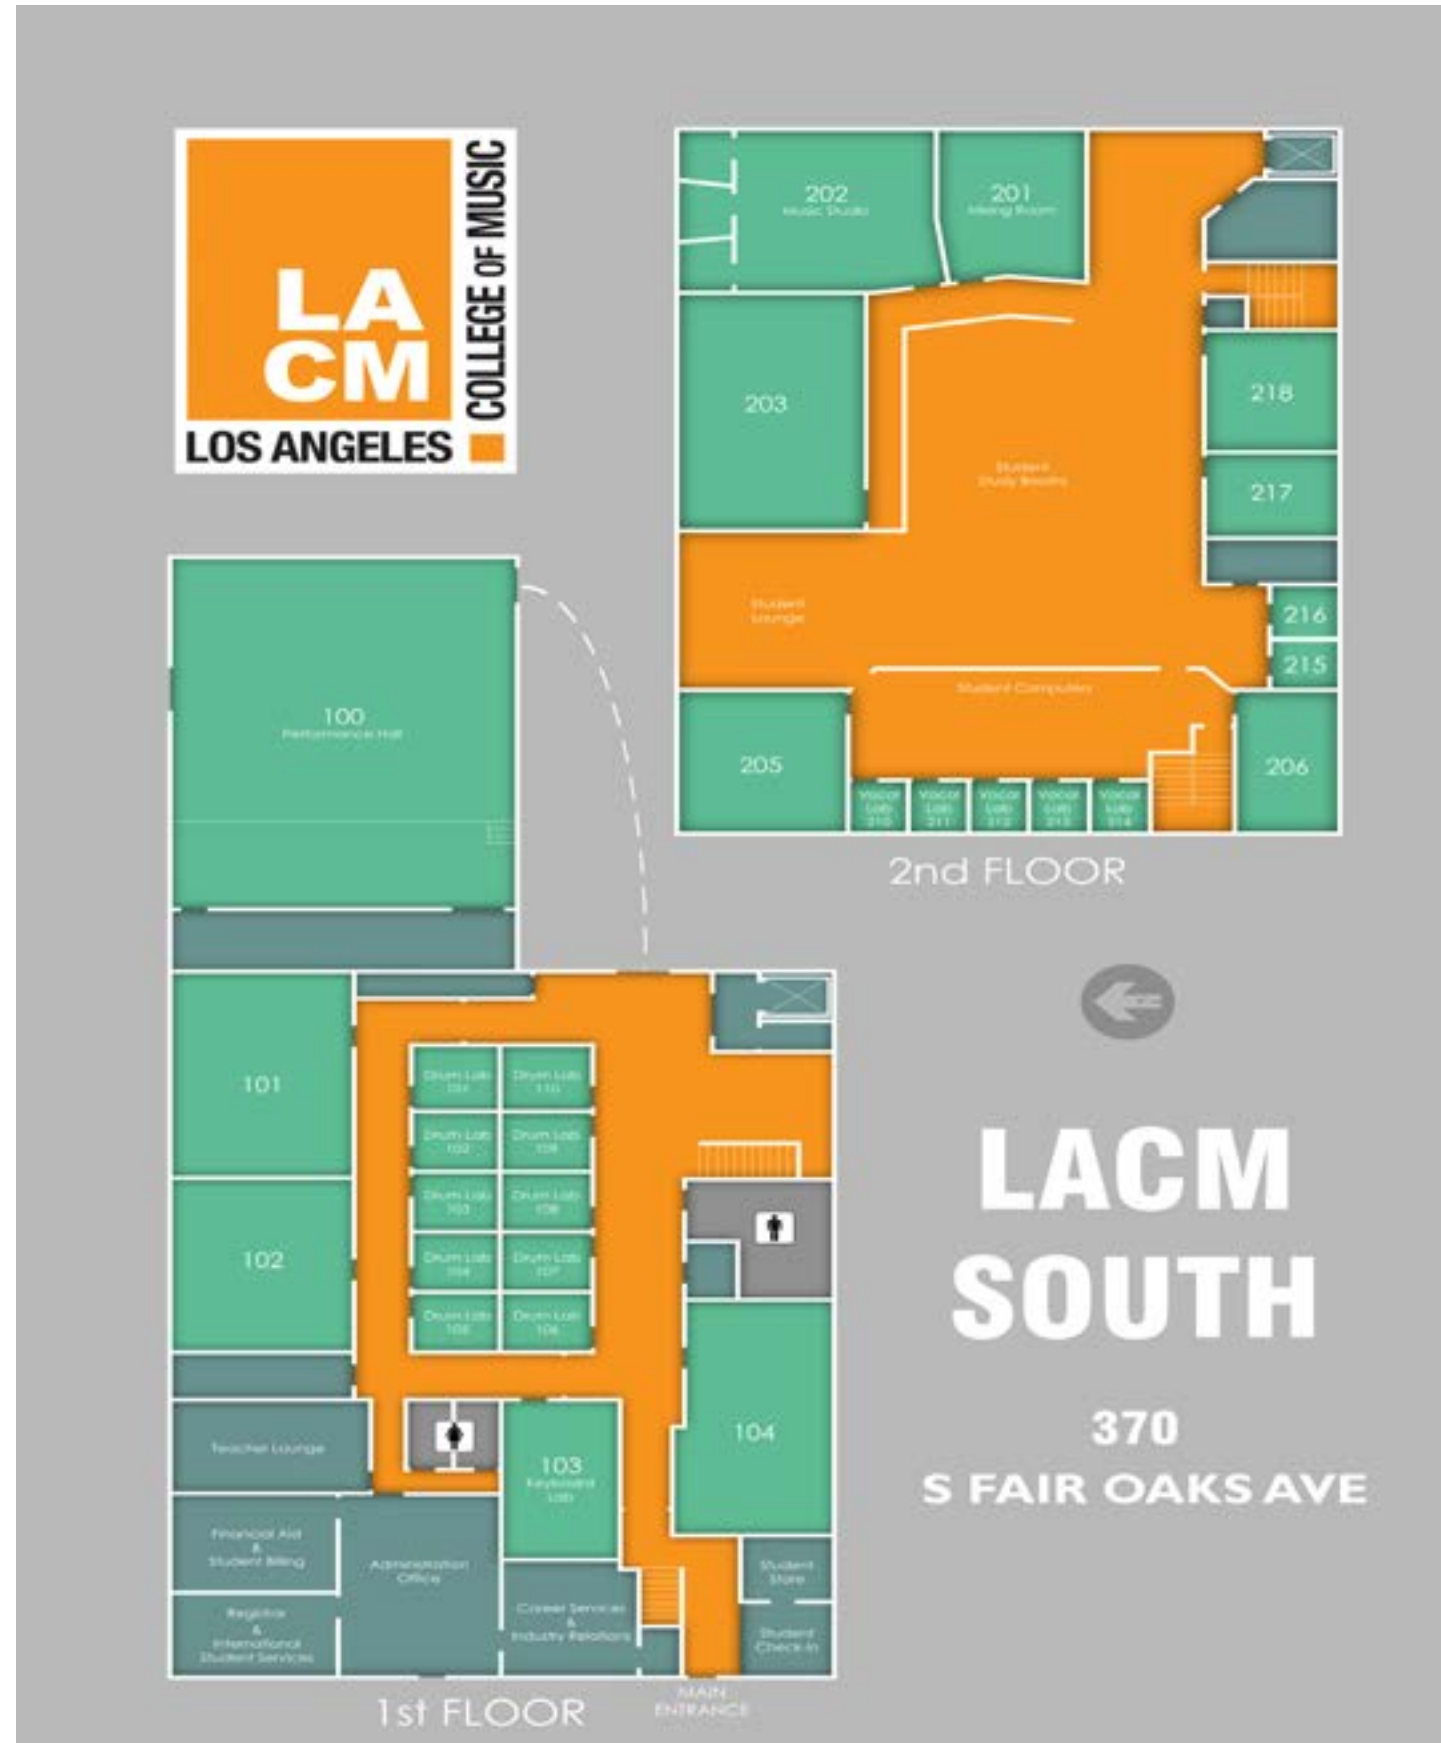 LA
CM
LOS ANGELES
COLLEGE OF MUSIC
202
Music Studio
201
Mixing Room
203
218
217
Student
Study Booths
216
215
Student
Lounge
Student Computers
205
206
Vocal
Lab
210
Vocal
Lab
211
Vocal
Lab
212
Vocal
Lab
213
Vocal
Lab
214
2nd FLOOR
100
Performance Hall
101
102
Drum Lab
101
Drum Lab
110
Drum Lab
102
Drum Lab
109
Drum Lab
103
Drum Lab
108
Drum Lab
104
Drum Lab
107
Drum Lab
105
Drum Lab
106
104
Teacher Lounge
103
Keyboard
Lab
Financial Aid
&
Student Billing
Administration
Office
Registrar
&
International
Student Services
Career Services
&
Industry Relations
Student
Store
Student
Check-In
MAIN
ENTRANCE
1st FLOOR
LACM
SOUTH
370
S FAIR OAKS AVE